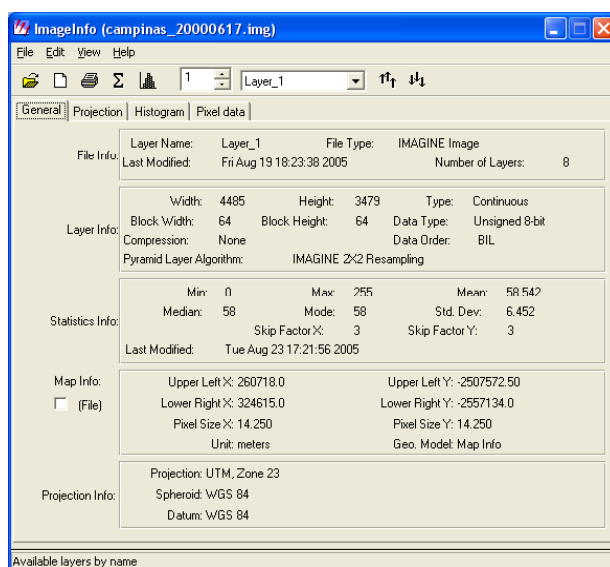 ImageInfo (campinas_20000617.img)
File Edit View Help
Σ 1 Layer_1
General Projection Histogram Pixel data
File Info: Layer Name: Layer_1 File Type: IMAGINE Image
Last Modified: Fri Aug 19 18:23:38 2005 Number of Layers: 8
Layer Info: Width: 4485 Height: 3479 Type: Continuous
Block Width: 64 Block Height: 64 Data Type: Unsigned 8-bit
Compression: None Data Order: BIL
Pyramid Layer Algorithm: IMAGINE 2X2 Resampling
Statistics Info: Min: 0 Max: 255 Mean: 58.542
Median: 58 Mode: 58 Std. Dev: 6.452
Skip Factor X: 3 Skip Factor Y: 3
Last Modified: Tue Aug 23 17:21:56 2005
Map Info: Upper Left X: 260718.0 Upper Left Y: -2507572.50
(File) Lower Right X: 324615.0 Lower Right Y: -2557134.0
Pixel Size X: 14.250 Pixel Size Y: 14.250
Unit: meters Geo. Model: Map Info
Projection Info: Projection: UTM, Zone 23
Spheroid: WGS 84
Datum: WGS 84
Available layers by name